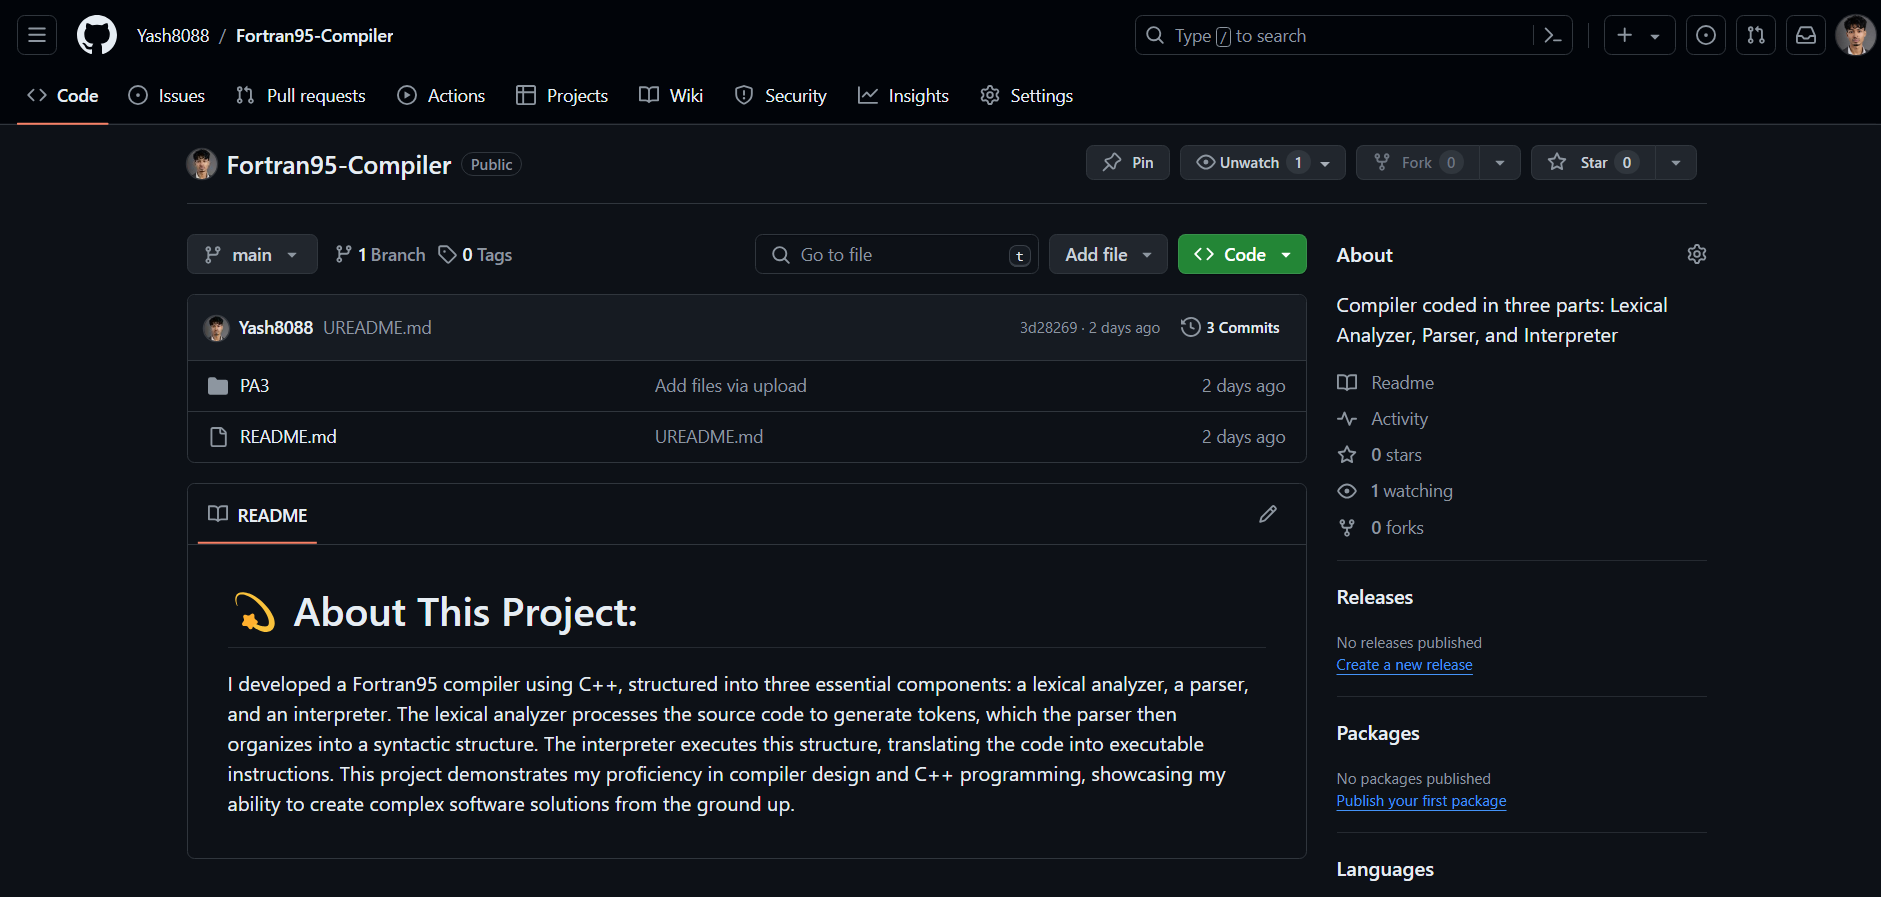 Yash8088 / Fortran95-Compiler
Type / to search
Code Issues Pull requests Actions Projects Wiki Security Insights Settings
Fortran95-Compiler Public
Pin Unwatch 1 Fork 0 Star 0
main 1 Branch 0 Tags
Go to file t Add file Code
Yash8088 UREADME.md 3d28269 · 2 days ago 3 Commits
PA3 Add files via upload 2 days ago
README.md UREADME.md 2 days ago
README
About This Project:
I developed a Fortran95 compiler using C++, structured into three essential components: a lexical analyzer, a parser,
and an interpreter. The lexical analyzer processes the source code to generate tokens, which the parser then
organizes into a syntactic structure. The interpreter executes this structure, translating the code into executable
instructions. This project demonstrates my proficiency in compiler design and C++ programming, showcasing my
ability to create complex software solutions from the ground up.
About
Compiler coded in three parts: Lexical
Analyzer, Parser, and Interpreter
Readme
Activity
0 stars
1 watching
0 forks
Releases
No releases published
Create a new release
Packages
No packages published
Publish your first package
Languages